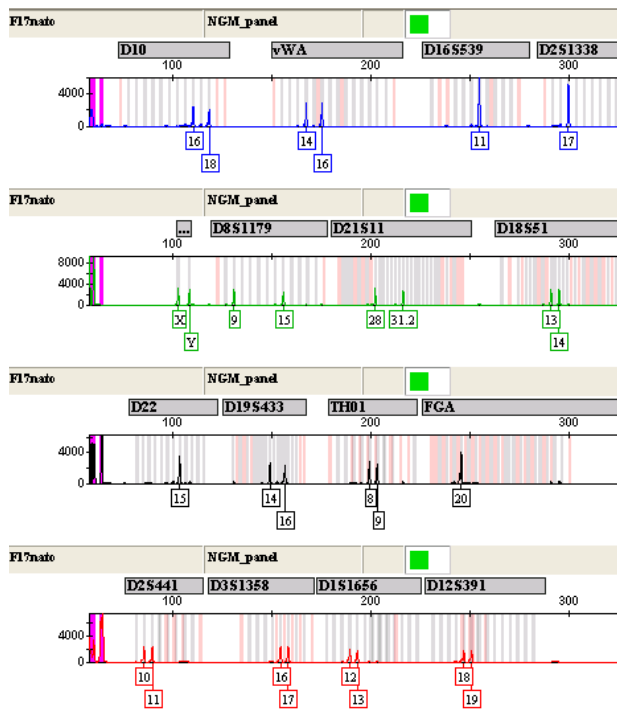 F17nato NGM_panel
D10 vWA D16S539 D2S1338
100 200 300
4000
0
16 14 11 17
18 16
F17nato NGM_panel
... D8S1179 D21S11 D18S51
100 200 300
8000
4000
0
X 9 15 28 31.2 13
Y 14
F17nato NGM_panel
D22 D19S433 TH01 FGA
100 200 300
4000
0
15 14 8 20
16 9
F17nato NGM_panel
D2S441 D3S1358 D1S1656 D12S391
100 200 300
4000
0
10 16 12 18
11 17 13 19